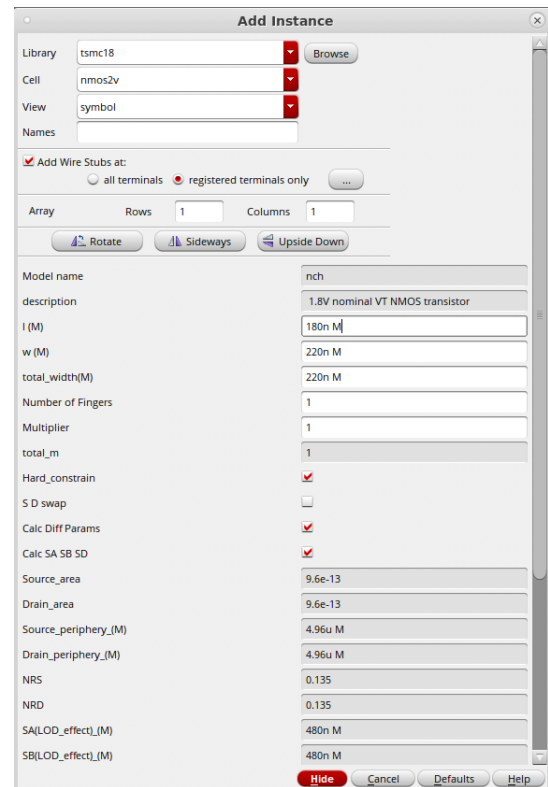 Add Instance
Library tsmc18 Browse
Cell nmos2v
View symbol
Names
Add Wire Stubs at:
all terminals registered terminals only ...
Array Rows 1 Columns 1
Rotate Sideways Upside Down
Model name nch
description 1.8V nominal VT NMOS transistor
l (M) 180n M
w (M) 220n M
total_width(M) 220n M
Number of Fingers 1
Multiplier 1
total_m 1
Hard_constrain
S D swap
Calc Diff Params
Calc SA SB SD
Source_area 9.6e-13
Drain_area 9.6e-13
Source_periphery_(M) 4.96u M
Drain_periphery_(M) 4.96u M
NRS 0.135
NRD 0.135
SA(LOD_effect)_(M) 480n M
SB(LOD_effect)_(M) 480n M
Hide Cancel Defaults Help